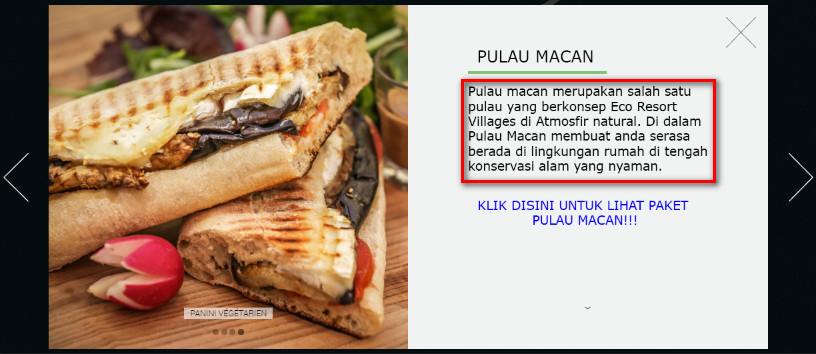 PULAU MACAN
Pulau macan merupakan salah satu
pulau yang berkonsep Eco Resort
Villages di Atmosfir natural. Di dalam
Pulau Macan membuat anda serasa
berada di lingkungan rumah di tengah
konservasi alam yang nyaman.
KLIK DISINI UNTUK LIHAT PAKET
PULAU MACAN!!!
PANINI VÉGÉTARIEN